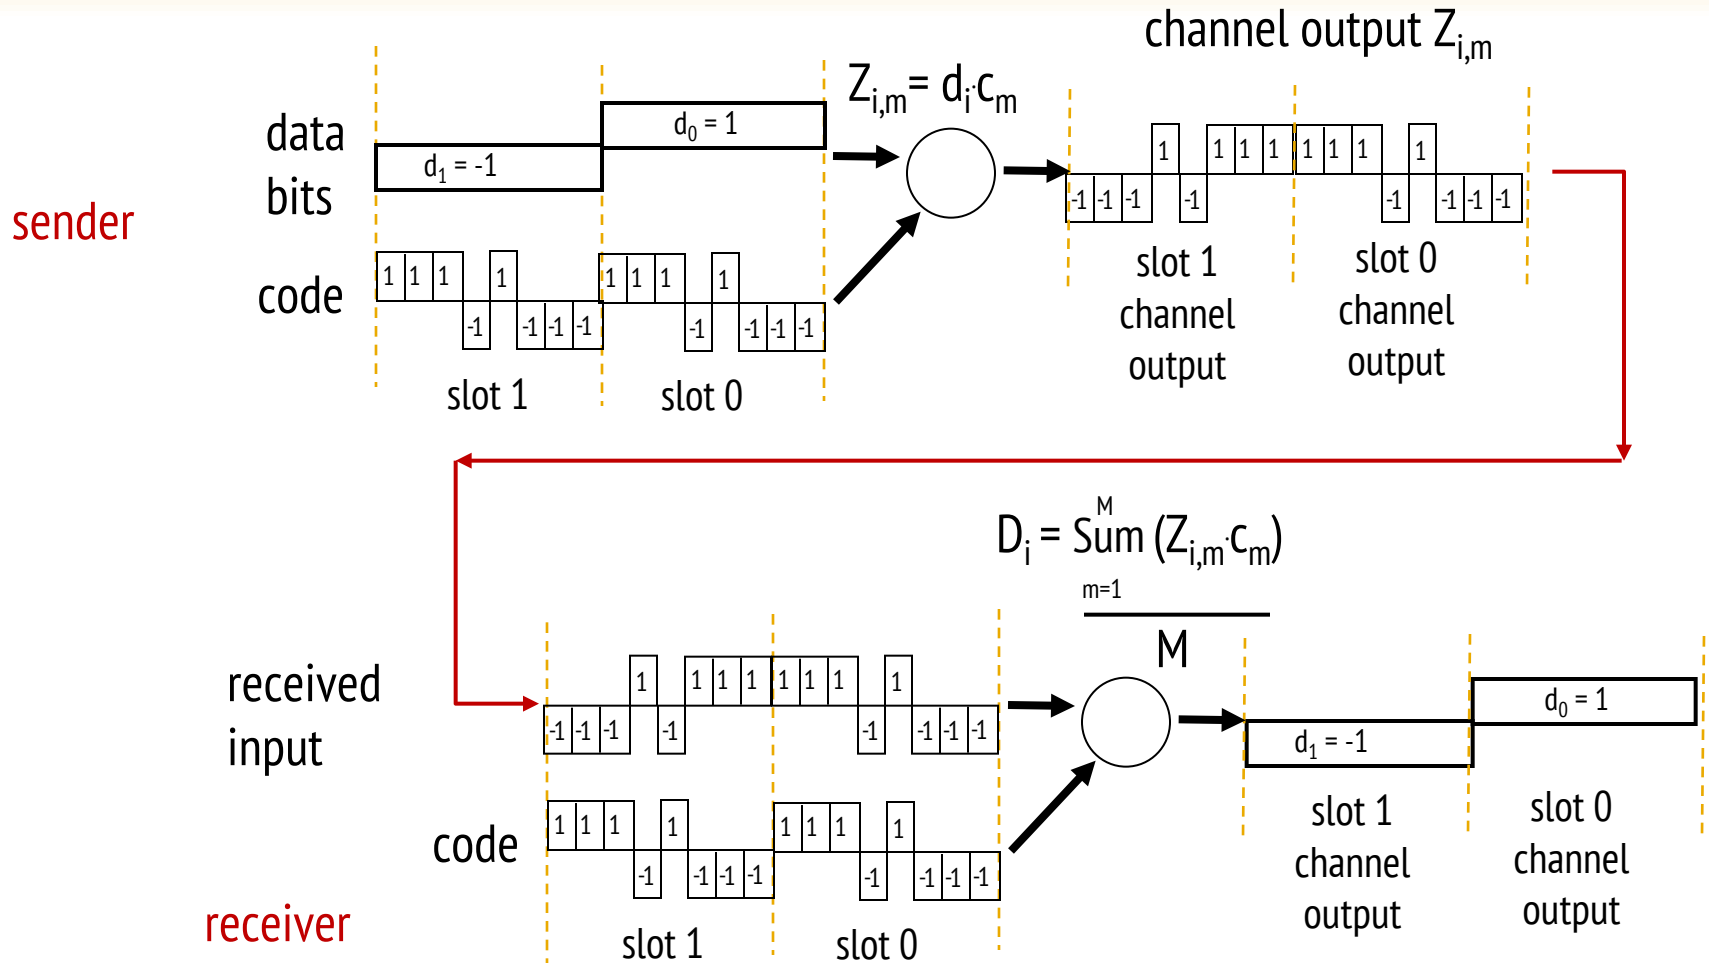 channel output Z_{i,m}
Z_{i,m}= d_i·c_m
data bits
d_0 = 1
d_1 = -1
sender
1 1 1 -1 1 -1 -1 -1 1 1 1 -1 1 -1 -1 -1
code
slot 1
slot 0
-1 -1 -1 1 -1 1 1 1 1 1 1 -1 1 -1 -1 -1
slot 1
channel
output
slot 0
channel
output
M
D_i = Sum (Z_{i,m}·c_m)
m=1
M
received
input
-1 -1 -1 1 -1 1 1 1 1 1 1 -1 1 -1 -1 -1
code
1 1 1 -1 1 -1 -1 -1 1 1 1 -1 1 -1 -1 -1
slot 1
slot 0
receiver
d_0 = 1
d_1 = -1
slot 1
channel
output
slot 0
channel
output